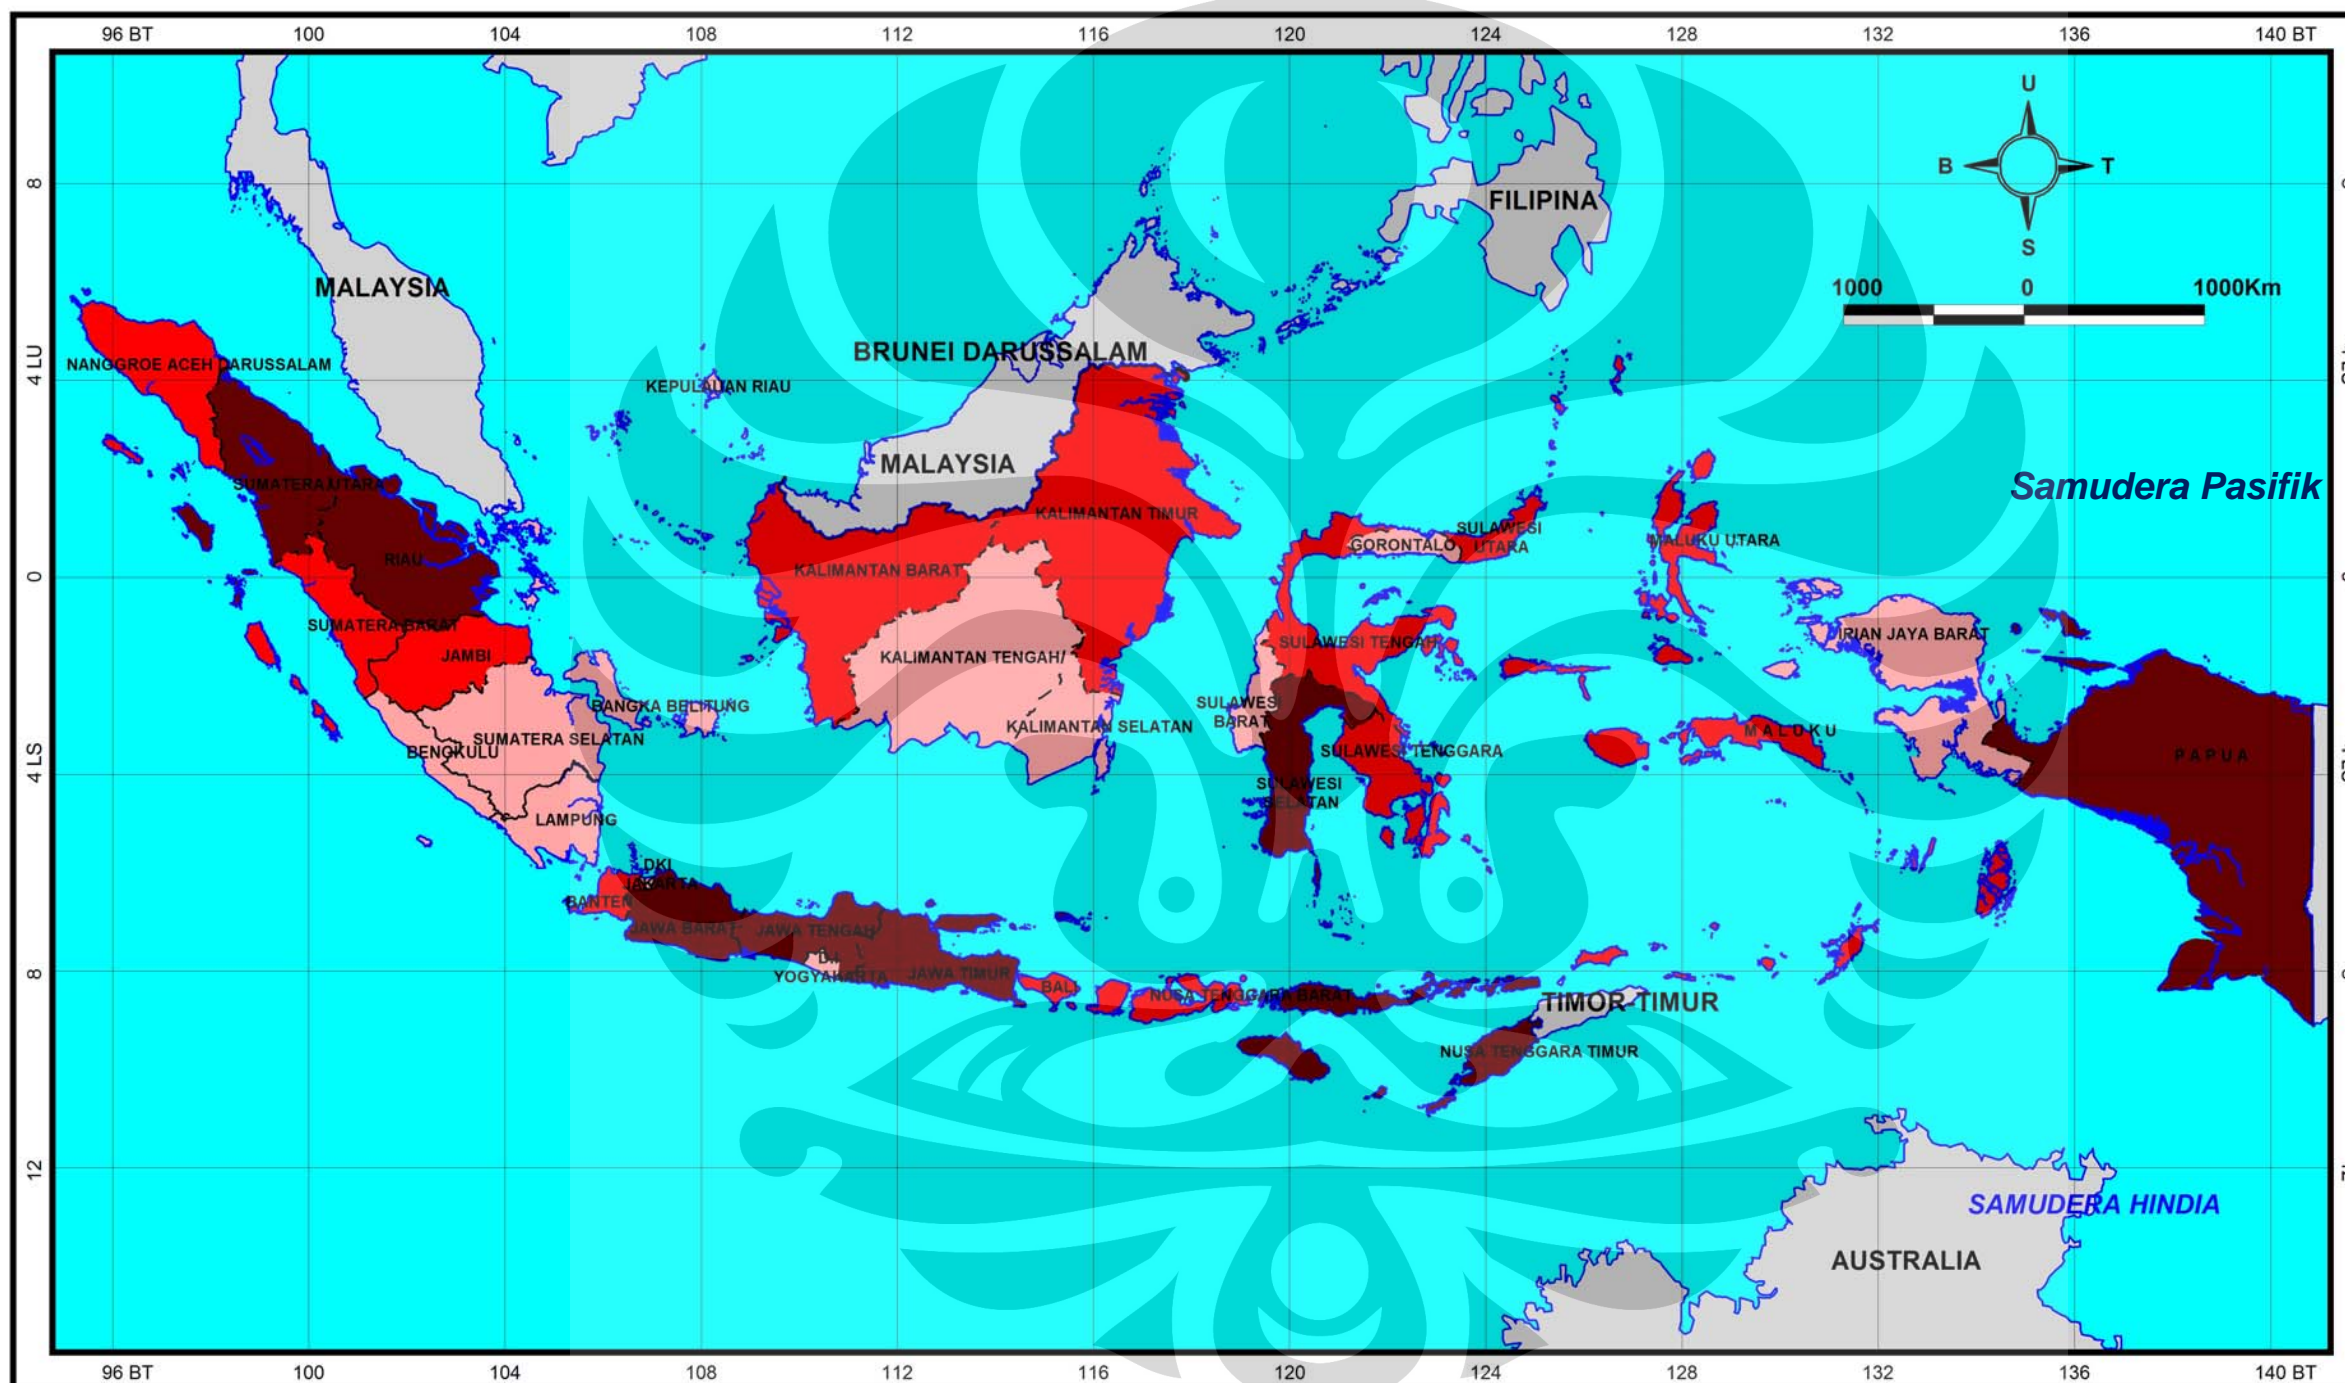 96 BT 100 104 108 112 116 120 124 128 132 136 140 BT
U
B T
S
8
FILIPINA
MALAYSIA
1000 0 1000Km
4 LU
BRUNEI DARUSSALAM
NANGGROE ACEH DARUSSALAM
KEPULAUAN RIAU
MALAYSIA
Samudera Pasifik
SUMATERA UTARA
KALIMANTAN TIMUR
SULAWESI
UTARA
GORONTALO
MALUKU UTARA
RIAU
0
KALIMANTAN BARAT
SUMATERA BARAT
JAMBI
KALIMANTAN TENGAH
SULAWESI TENGAH
IRIAN JAYA BARAT
BANGKA BELITUNG
SULAWESI
BARAT
KALIMANTAN SELATAN
SUMATERA SELATAN
BENGKULU
SULAWESI TENGGARA
MALUKU
PAPUA
4 LS
SULAWESI
SELATAN
LAMPUNG
DKI
JAKARTA
BANTEN
JAWA BARAT
JAWA TENGAH
D.I.
YOGYAKARTA
JAWA TIMUR
8
BALI
NUSA TENGGARA BARAT
TIMOR TIMUR
NUSA TENGGARA TIMUR
12
SAMUDERA HINDIA
AUSTRALIA
96 BT 100 104 108 112 116 120 124 128 132 136 140 BT